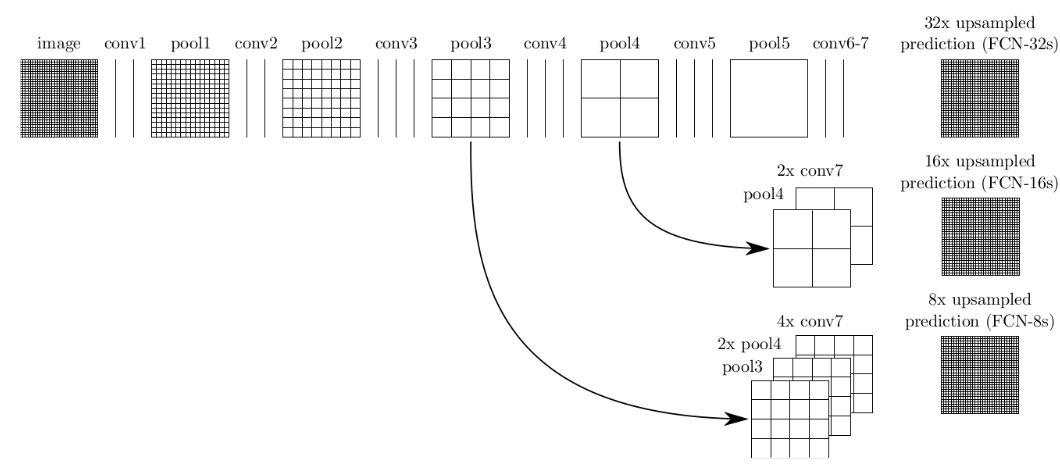 image
conv1
pool1
conv2
pool2
conv3
pool3
conv4
pool4
conv5
pool5
conv6-7
32x upsampled
prediction (FCN-32s)
2x conv7
pool4
16x upsampled
prediction (FCN-16s)
4x conv7
2x pool4
pool3
8x upsampled
prediction (FCN-8s)